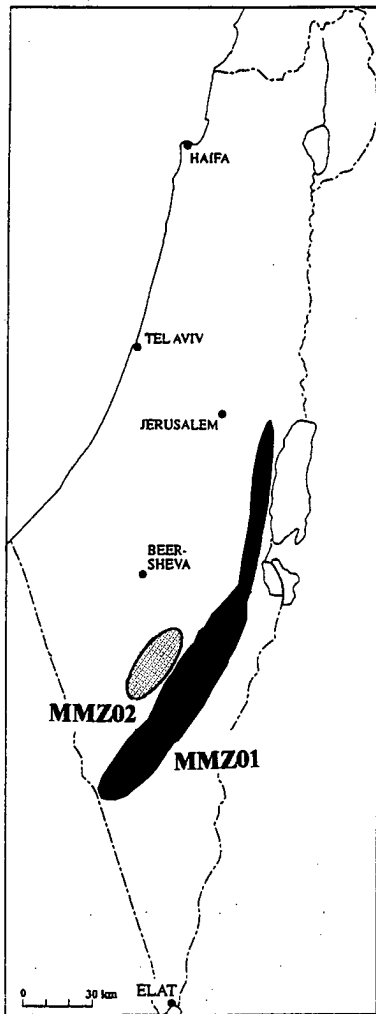 HAIFA
TEL AVIV
JERUSALEM
BEER-
SHEVA
MMZ02
MMZ01
ELAT
0 30 km